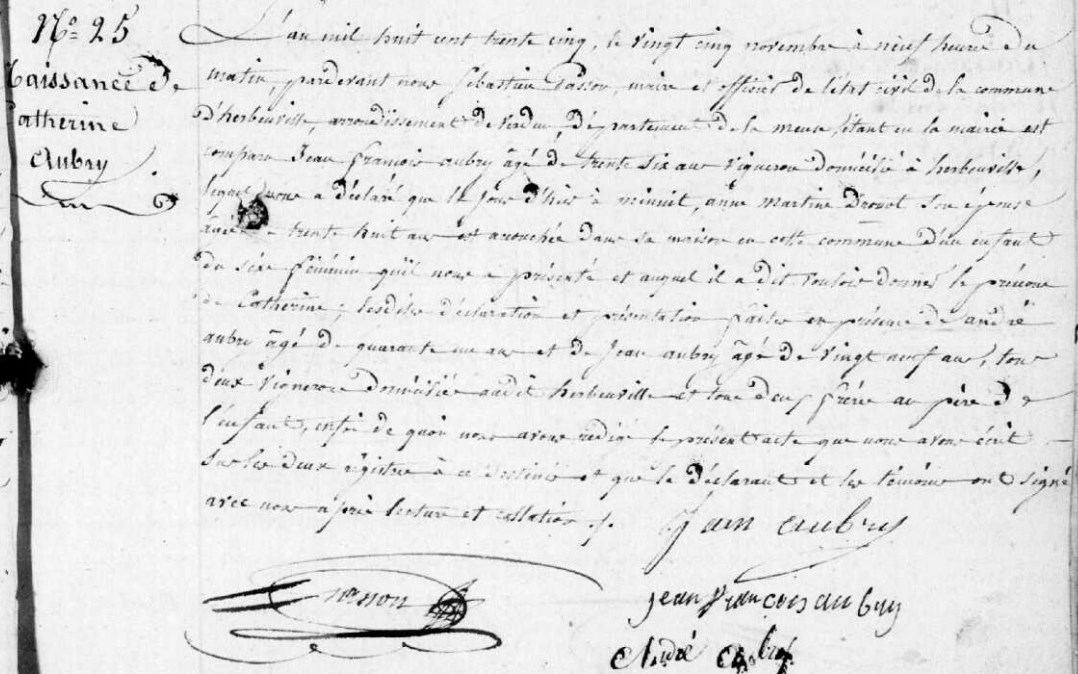 N° 25
Naissance de
Catherine
Aubry
L'an mil huit cent trente cinq, le vingt cinq novembre à neuf heures du
matin, pardevant nous Sébastien maire et officier de l'état civil de la commune
d'herbeuville, arrondissement de verdun, département de la meuse, étant en la mairie est
comparu Jean françois aubry âgé de trente six ans vigneron domicilié à herbeuville,
lequel nous a déclaré que le jour d'hier à minuit, anne martine Drouot son épouse
âgée de trente huit ans est accouchée dans sa maison en cette commune d'un enfant
du sexe féminin qu'il nous a présenté et auquel il a dit vouloir donner le prénom
de Catherine ; lesdites déclaration et présentation faites en présence de andré
aubry âgé de quarante un ans et de Jean aubry âgé de vingt neuf ans, tous
deux vignerons domiciliés audit herbeuville et tous deux frères au père de
l'enfant, ensfe de quoi nous avons rédigé le présent acte que nous avons écrit
sur les deux registres à ce destinés et que le déclarant et les témoins ont signé
avec nous après lecture et collation ./. Jean aubry
jean françois aubry
André Aubry